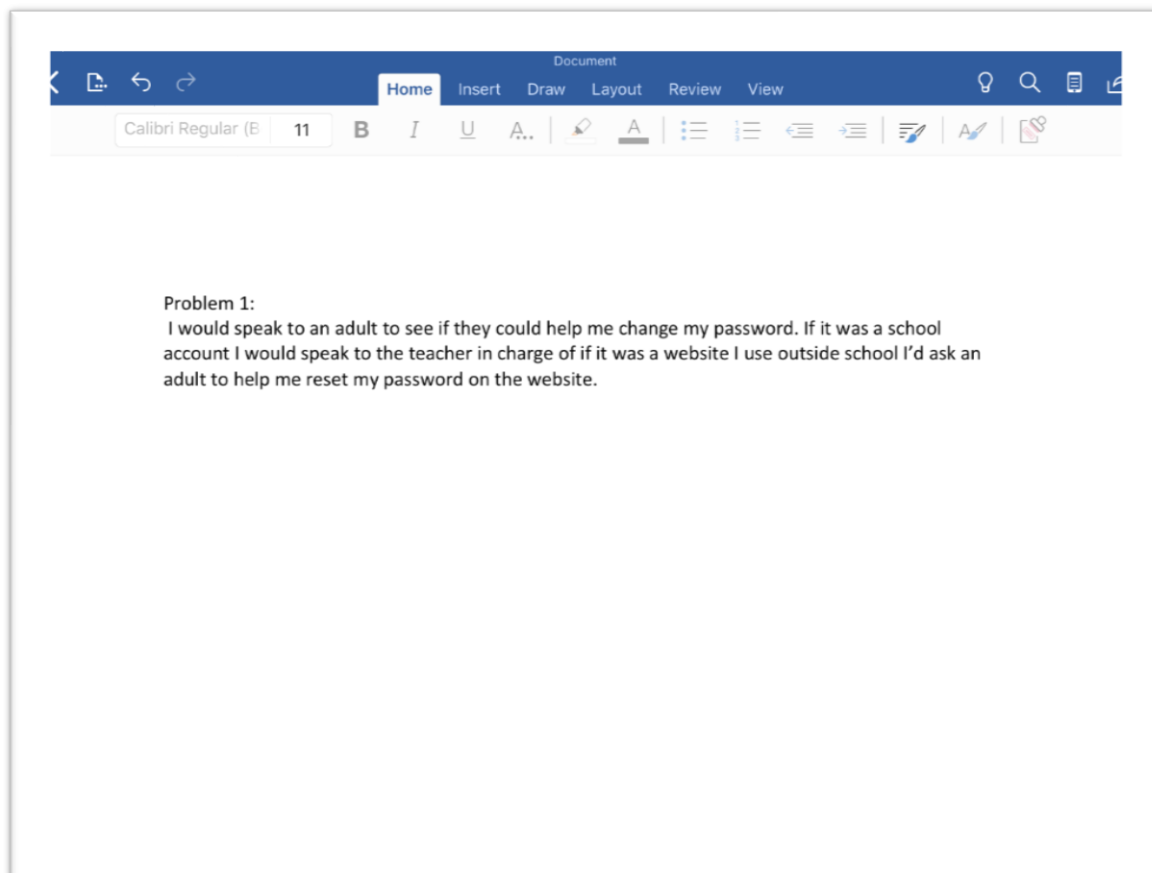 Document
Home Insert Draw Layout Review View
Calibri Regular (B 11 B I U A.. A
Problem 1:
I would speak to an adult to see if they could help me change my password. If it was a school
account I would speak to the teacher in charge of if it was a website I use outside school I'd ask an
adult to help me reset my password on the website.